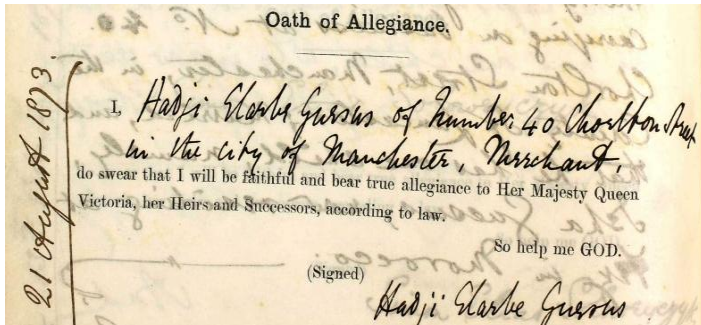 Oath of Allegiance.
21 August 1873.
I, Hadji Elarbe Guesus of Number 40 Chorlton Street
in the city of Manchester, Merchant,
do swear that I will be faithful and bear true allegiance to Her Majesty Queen
Victoria, her Heirs and Successors, according to law.
So help me GOD.
(Signed)
Hadji Elarbe Guesus